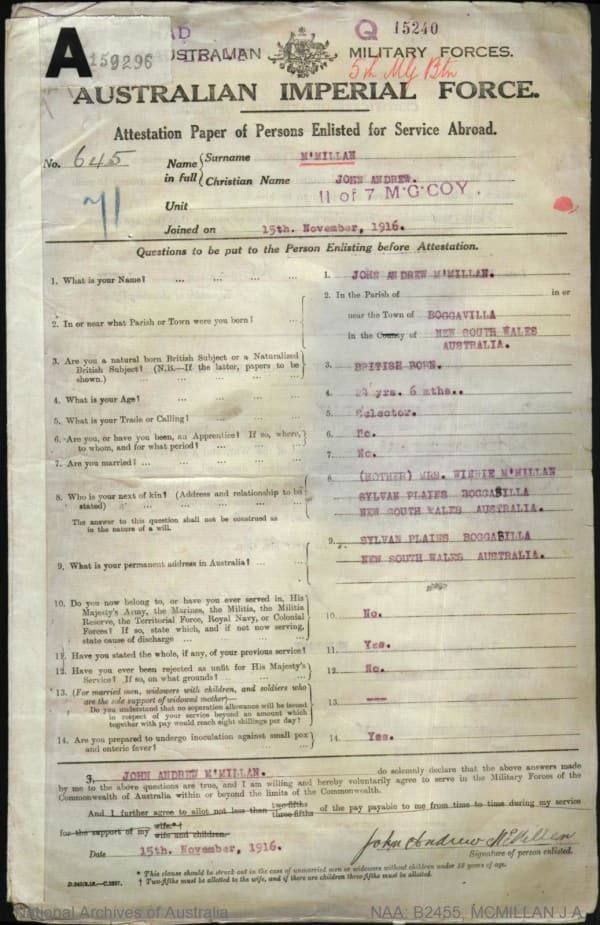 A 159296
Q 15240
AUSTRALIAN MILITARY FORCES.
5th MG Btn
AUSTRALIAN IMPERIAL FORCE.
Attestation Paper of Persons Enlisted for Service Abroad.
No. 645
Name in full { Surname McMILLAN
Christian Name JOHN ANDREW.
71
Unit 11 of 7 M.G.COY.
Joined on 15th. November, 1916.
Questions to be put to the Person Enlisting before Attestation.
1. What is your Name? ... ... ... 1. JOHN ANDREW McMILLAN.
2. In or near what Parish or Town were you born? ... 2. In the Parish of in or
near the Town of BOGGAVILLA
in the County of NEW SOUTH WALES
AUSTRALIA.
3. Are you a natural born British Subject or a Naturalized
British Subject? (N.B.—If the latter, papers to be
shown.) ... ... ... ... 3. BRITISH BORN.
4. What is your Age? ... ... ... 4. 24 yrs. 6 mths..
5. What is your Trade or Calling? ... ... 5. Selector.
6. Are you, or have you been, an Apprentice? If so, where,
to whom, and for what period? ... ... 6. No.
7. Are you married? ... ... ... ... 7. No.
8. Who is your next of kin? (Address and relationship to be
stated) ... ... ... ... 8. (MOTHER) MRS. WINNIE McMILLAN
SYLVAN PLAINS BOGGABILLA
NEW SOUTH WALES AUSTRALIA.
The answer to this question shall not be construed as
in the nature of a will.
9. What is your permanent address in Australia? ... ... 9. SYLVAN PLAINS BOGGABILLA
NEW SOUTH WALES AUSTRALIA.
10. Do you now belong to, or have you ever served in, His
Majesty's Army, the Marines, the Militia, the Militia
Reserve, the Territorial Force, Royal Navy, or Colonial
Forces? If so, state which, and if not now serving,
state cause of discharge ... ... ... 10. No.
11. Have you stated the whole, if any, of your previous service? 11. Yes.
12. Have you ever been rejected as unfit for His Majesty's
Service? If so, on what grounds? ... ... 12. No.
13. (For married men, widowers with children, and soldiers who
are the sole support of widowed mother)—
Do you understand that no separation allowance will be issued
in respect of your service beyond an amount which
together with pay would reach eight shillings per day? 13. ---
14. Are you prepared to undergo inoculation against small pox
and enteric fever? ... ... ... 14. Yes.
I, JOHN ANDREW McMILLAN. do solemnly declare that the above answers made
by me to the above questions are true, and I am willing and hereby voluntarily agree to serve in the Military Forces of the
Commonwealth of Australia within or beyond the limits of the Commonwealth.
And I further agree to allot not less than two-fifths three-fifths of the pay payable to me from time to time during my service
for the support of my wife.*† wife and children.
Date 15th. November, 1916. John Andrew McMillan
Signature of person enlisted.
* This clause should be struck out in the case of unmarried men or widowers without children under 18 years of age.
† Two-fifths must be allotted to the wife, and if there are children three-fifths must be allotted.
National Archives of Australia NAA: B2455, MCMILLAN J A